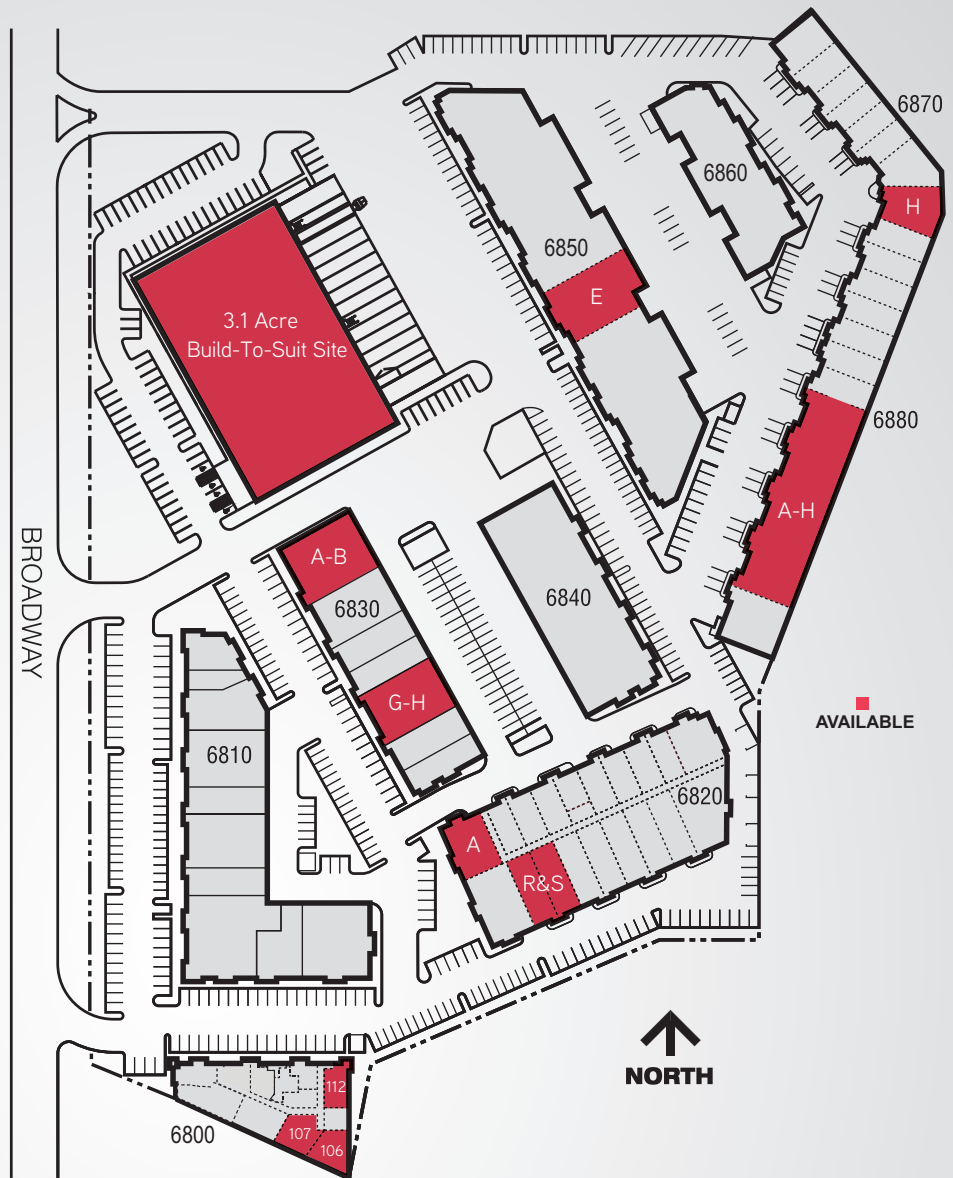 6870
6860
H
6850
E
3.1 Acre
Build-To-Suit Site
6880
A-H
BROADWAY
A-B
6830
6840
G-H
AVAILABLE
6810
6820
A
R&S
NORTH
112
107
106
6800